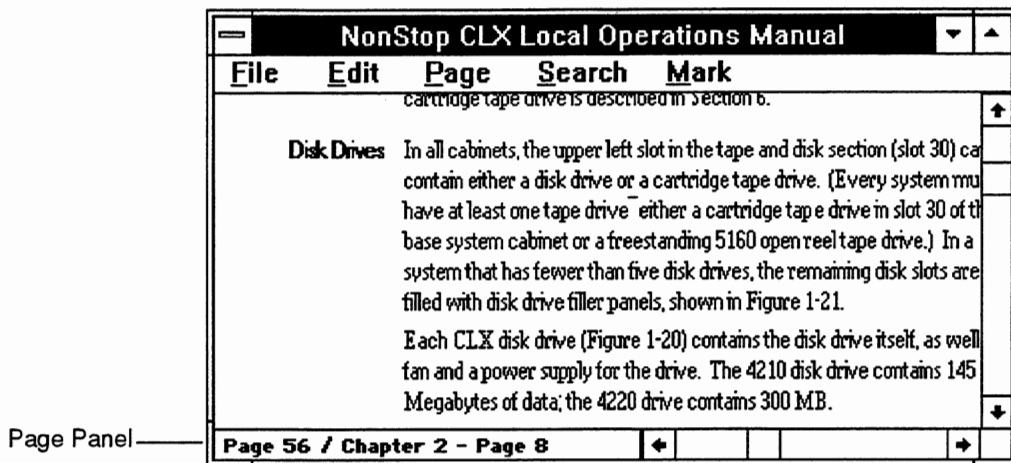 NonStop CLX Local Operations Manual
File Edit Page Search Mark
cartridge tape drive is described in Section 6.
Disk Drives In all cabinets, the upper left slot in the tape and disk section (slot 30) ca
contain either a disk drive or a cartridge tape drive. (Every system mu
have at least one tape drive¯either a cartridge tape drive in slot 30 of th
base system cabinet or a freestanding 5160 open reel tape drive.) In a
system that has fewer than five disk drives, the remaining disk slots are
filled with disk drive filler panels, shown in Figure 1-21.
Each CLX disk drive (Figure 1-20) contains the disk drive itself, as well
fan and a power supply for the drive. The 4210 disk drive contains 145
Megabytes of data; the 4220 drive contains 300 MB.
Page Panel Page 56 / Chapter 2 - Page 8